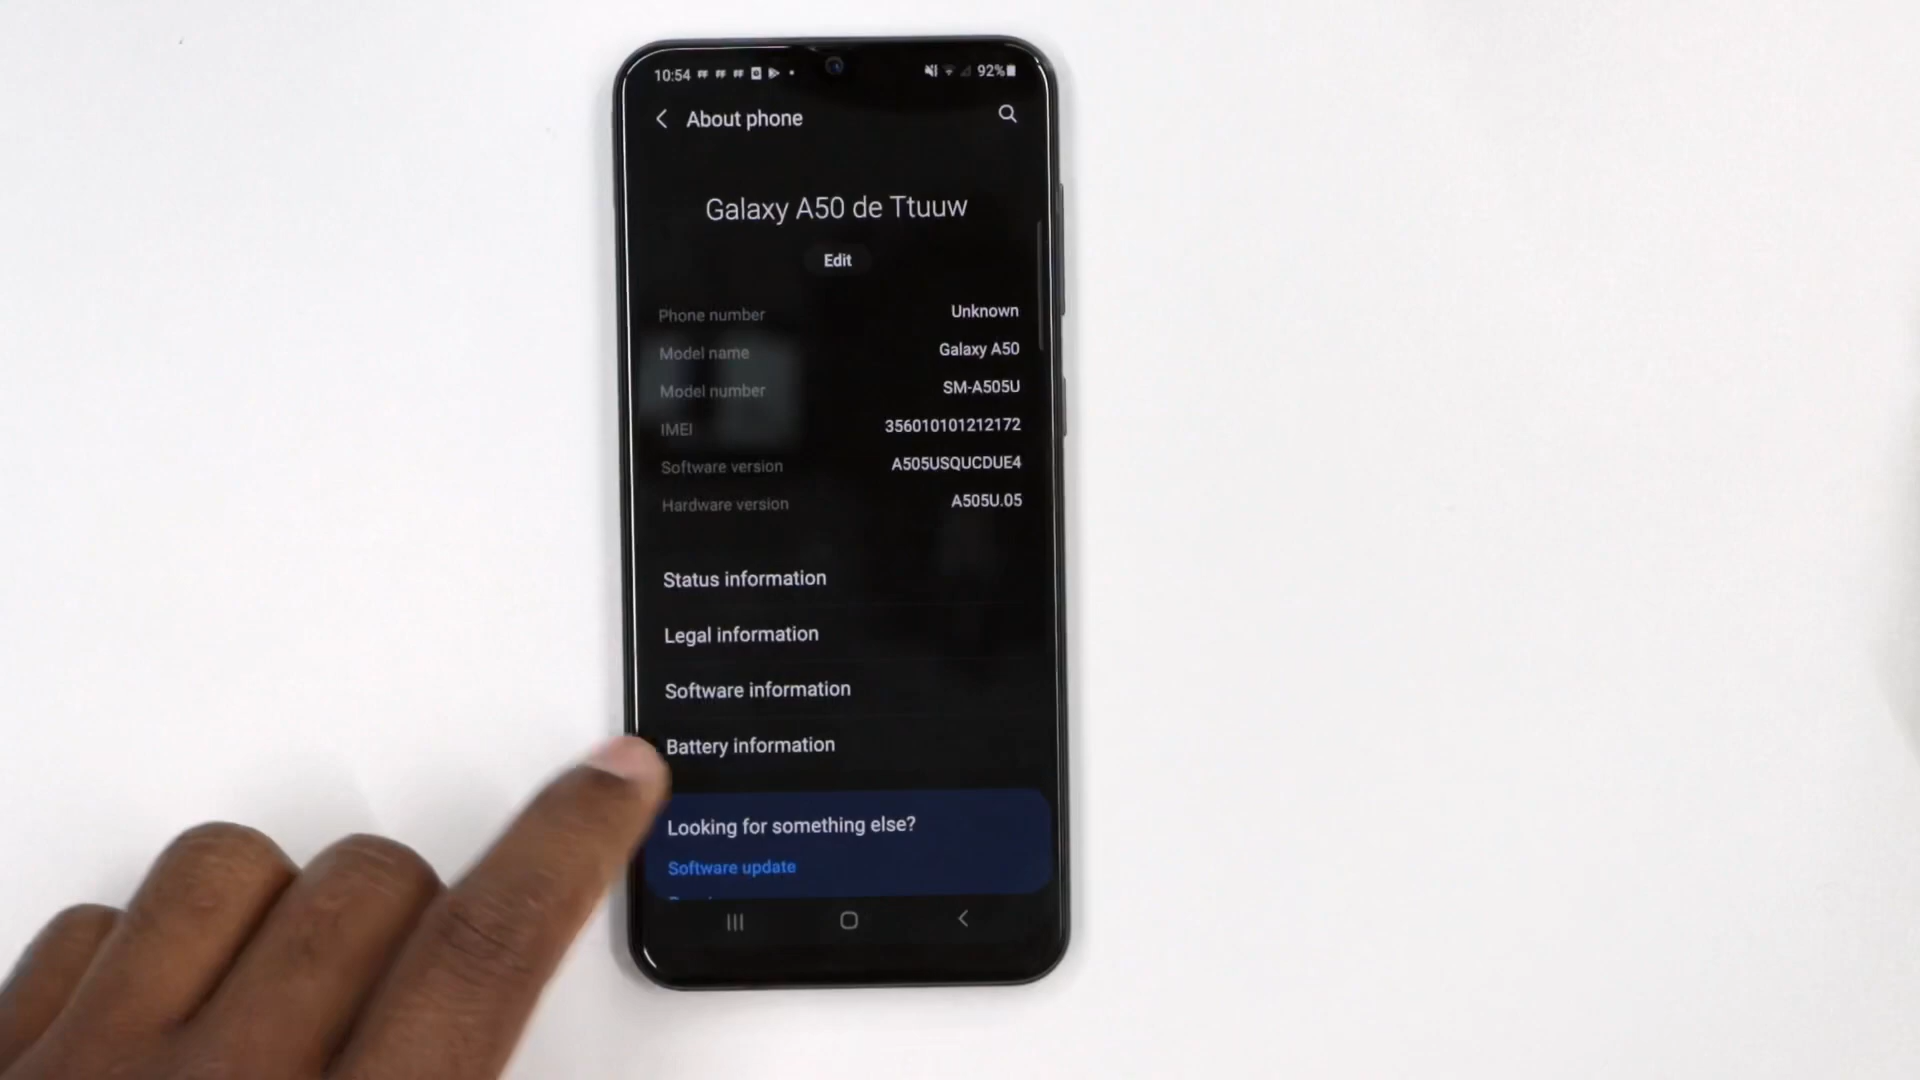 10:54 92%
About phone
Galaxy A50 de Ttuuw
Edit
Phone number Unknown
Model name Galaxy A50
Model number SM-A505U
IMEI 356010101212172
Software version A505USQUCDUE4
Hardware version A505U.05
Status information
Legal information
Software information
Battery information
Looking for something else?
Software update